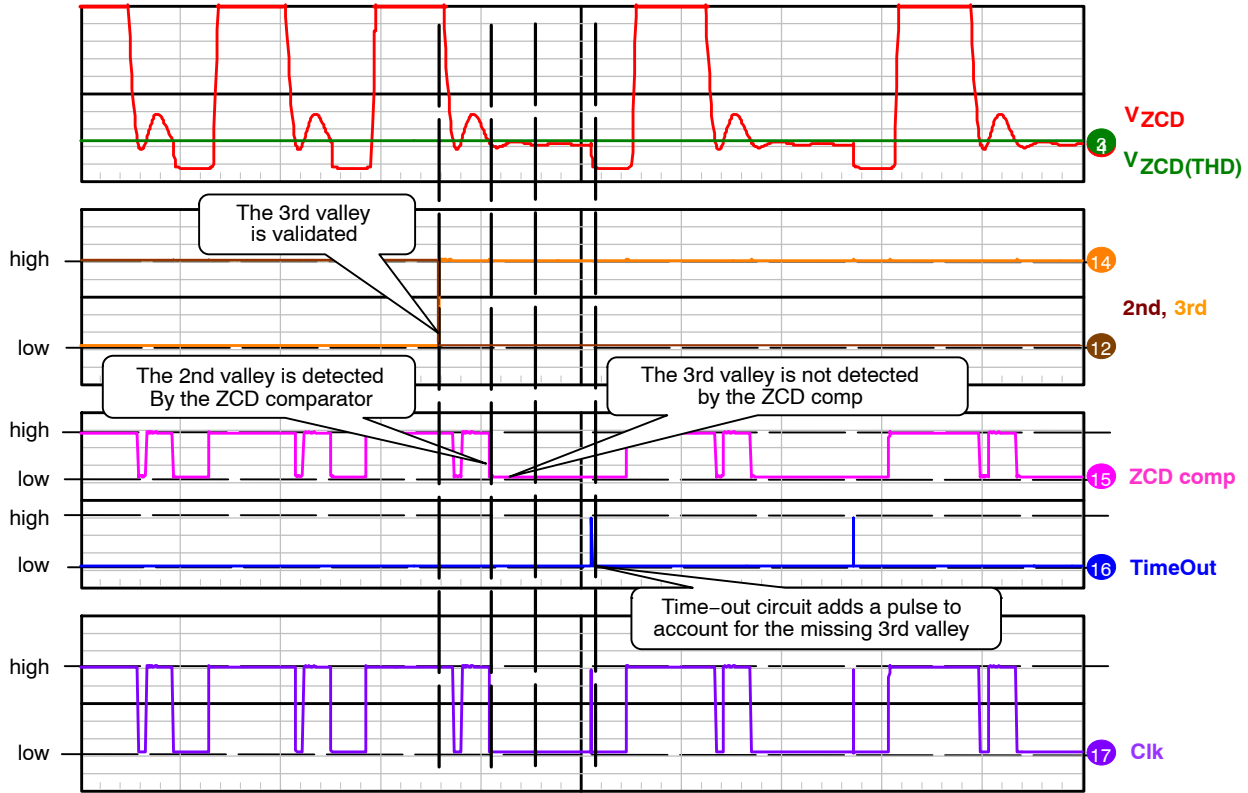 VZCD
3
4
VZCD(THD)
The 3rd valley
is validated
high
14
2nd, 3rd
low
12
The 2nd valley is detected
By the ZCD comparator
The 3rd valley is not detected
by the ZCD comp
high
low
15
ZCD comp
high
low
16
TimeOut
Time−out circuit adds a pulse to
account for the missing 3rd valley
high
low
17
Clk